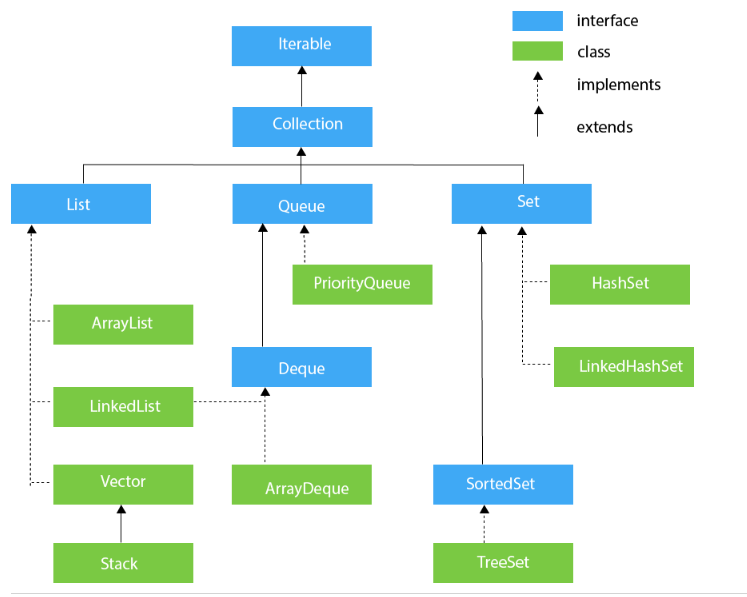 Iterable
interface
class
implements
extends
Collection
List
Queue
Set
PriorityQueue
HashSet
ArrayList
Deque
LinkedHashSet
LinkedList
Vector
ArrayDeque
SortedSet
Stack
TreeSet